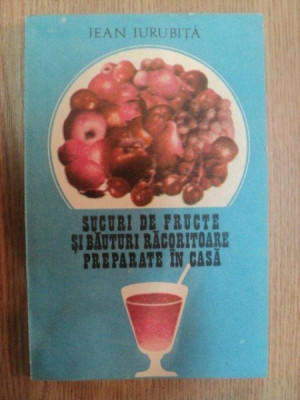 JEAN IURUBIȚĂ
SUCURI DE FRUCTE
ȘI BĂUTURI RĂCORITOARE
PREPARATE ÎN CASĂ